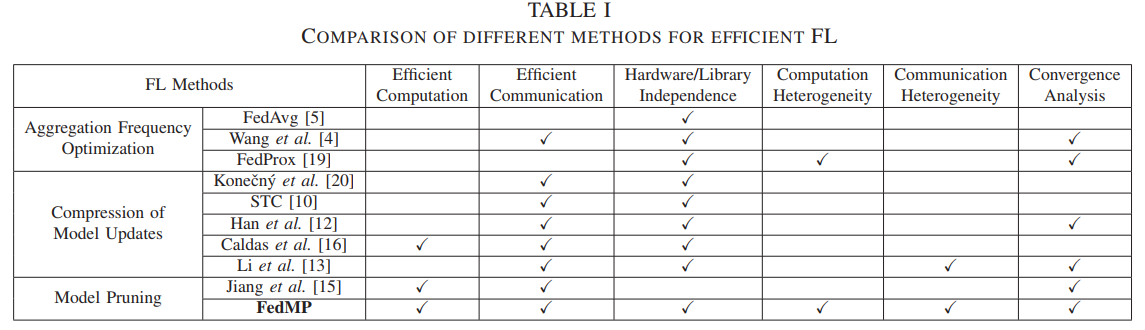 TABLE I
COMPARISON OF DIFFERENT METHODS FOR EFFICIENT FL
FL Methods Efficient Computation Efficient Communication Hardware/Library Independence Computation Heterogeneity Communication Heterogeneity Convergence Analysis
Aggregation Frequency Optimization
FedAvg [5] ✓
Wang et al. [4] ✓ ✓ ✓
FedProx [19] ✓ ✓ ✓
Compression of Model Updates
Konečný et al. [20] ✓ ✓
STC [10] ✓ ✓
Han et al. [12] ✓ ✓ ✓
Caldas et al. [16] ✓ ✓ ✓
Li et al. [13] ✓ ✓ ✓ ✓
Model Pruning
Jiang et al. [15] ✓ ✓ ✓
FedMP ✓ ✓ ✓ ✓ ✓ ✓